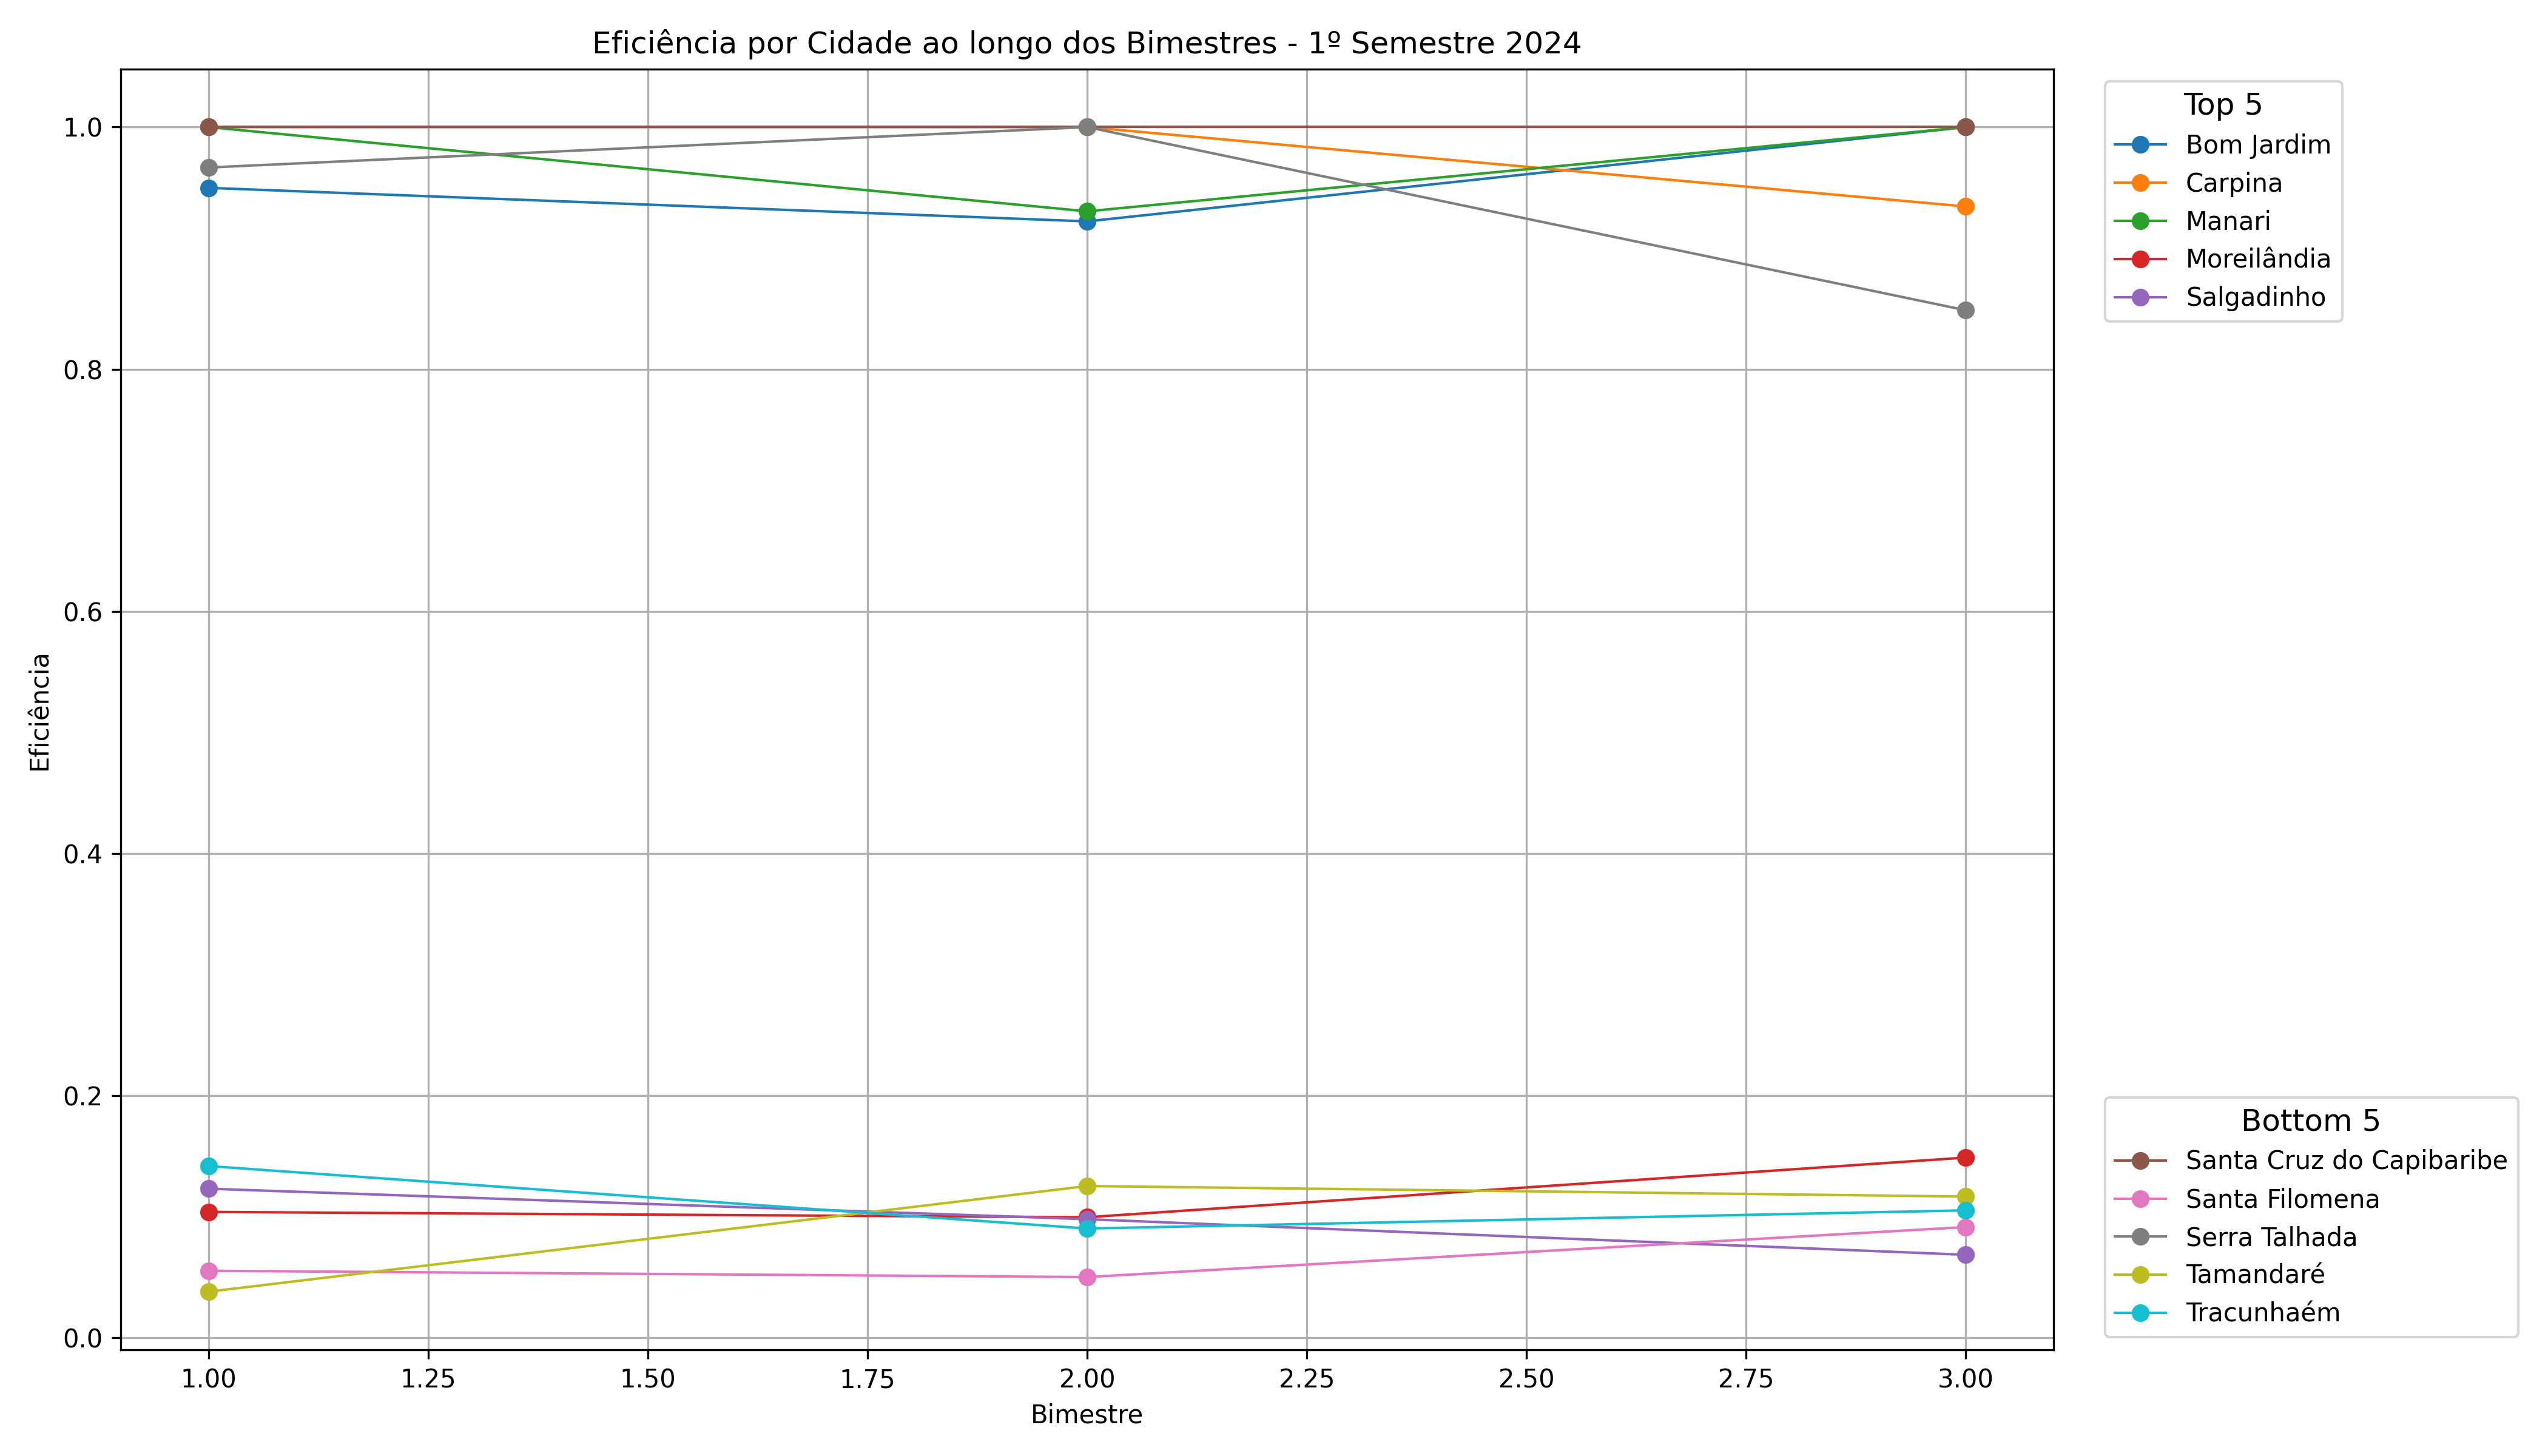 Eficiência por Cidade ao longo dos Bimestres - 1º Semestre 2024
Eficiência
1.0
0.8
0.6
0.4
0.2
0.0
1.00 1.25 1.50 1.75 2.00 2.25 2.50 2.75 3.00
Bimestre
Top 5
Bom Jardim
Carpina
Manari
Moreilândia
Salgadinho
Bottom 5
Santa Cruz do Capibaribe
Santa Filomena
Serra Talhada
Tamandaré
Tracunhaém